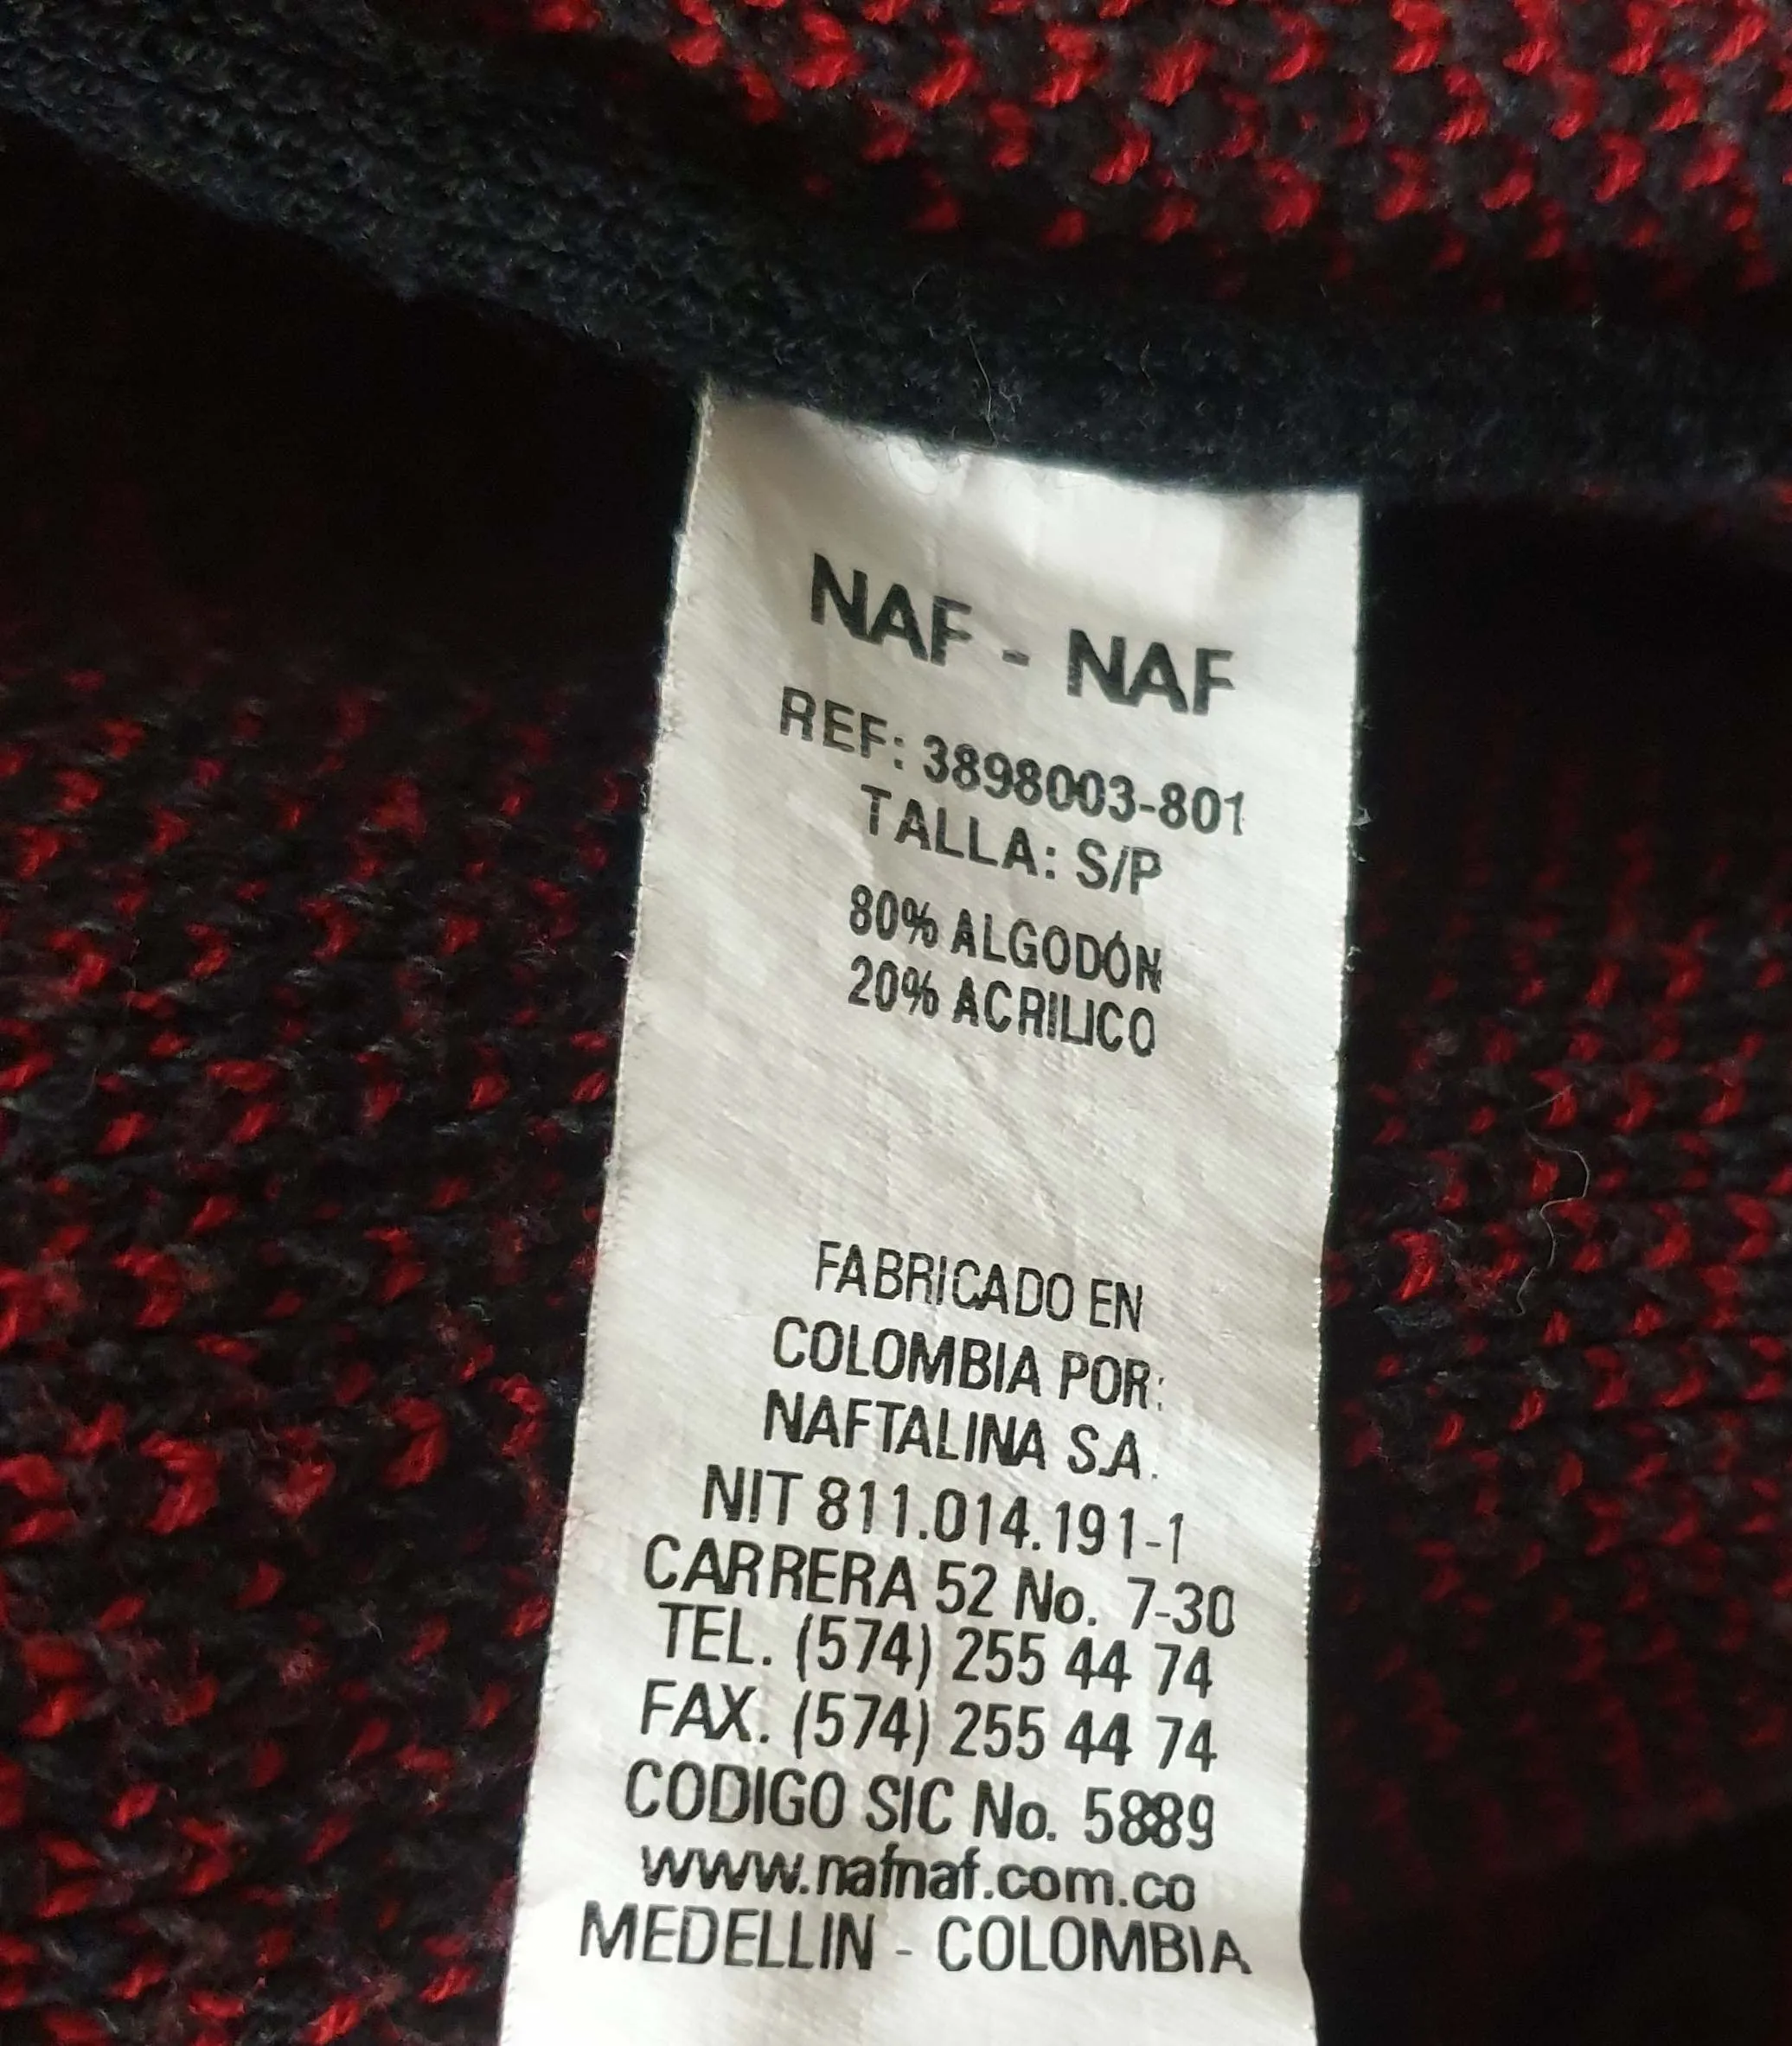 NAF - NAF
REF: 3898003-801
TALLA: S/P
80% ALGODÓN
20% ACRILICO
FABRICADO EN
COLOMBIA POR:
NAFTALINA S.A.
NIT 811.014.191-1
CARRERA 52 No. 7-30
TEL. (574) 255 44 74
FAX. (574) 255 44 74
CODIGO SIC No. 5889
www.nafnaf.com.co
MEDELLIN - COLOMBIA